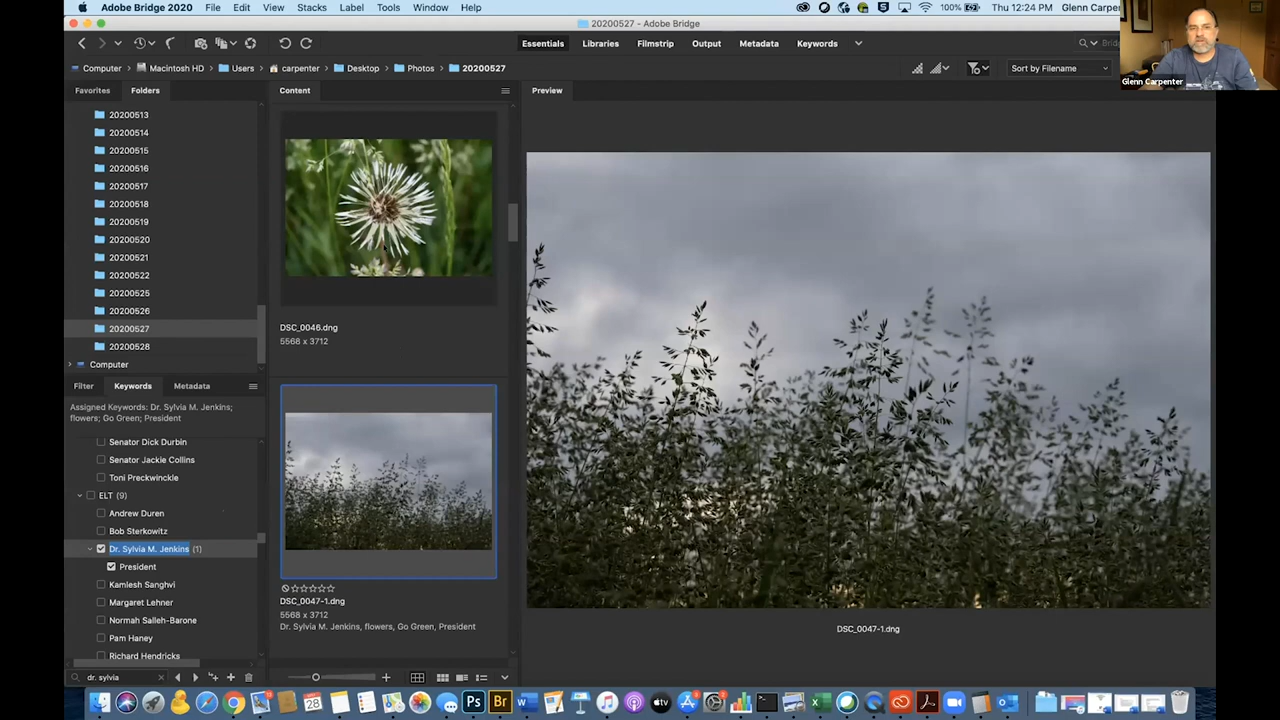 Adobe Bridge 2020 File Edit View Stacks Label Tools Window Help 100% Thu 12:24 PM Glenn Carpe
20200527 - Adobe Bridge
Essentials Libraries Filmstrip Output Metadata Keywords
Computer Macintosh HD Users carpenter Desktop Photos 20200527
Sort by Filename
Glenn Carpenter
Favorites Folders
20200513
20200514
20200515
20200516
20200517
20200518
20200519
20200520
20200521
20200522
20200525
20200526
20200527
20200528
Computer
Filter Keywords Metadata
Assigned Keywords: Dr. Sylvia M. Jenkins;
flowers; Go Green; President
Senator Dick Durbin
Senator Jackie Collins
Toni Preckwinkle
ELT (9)
Andrew Duren
Bob Sterkowitz
Dr. Sylvia M. Jenkins (1)
President
Kamlesh Sanghvi
Margaret Lehner
Normah Salleh-Barone
Pam Haney
Richard Hendricks
dr. sylvia
Content
DSC_0046.dng
5568 x 3712
DSC_0047-1.dng
5568 x 3712
Dr. Sylvia M. Jenkins, flowers, Go Green, President
Preview
DSC_0047-1.dng
28
Ps
Br
tv